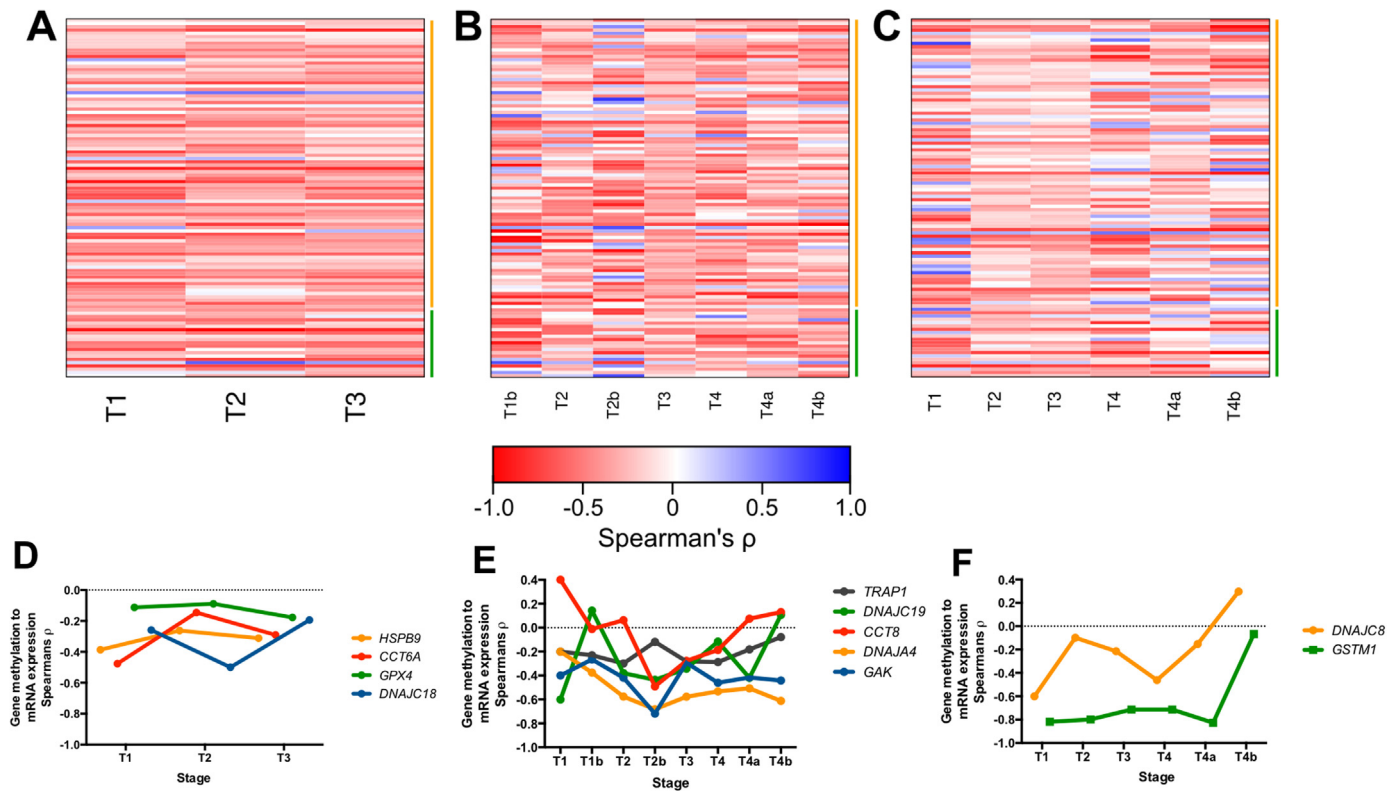 A
B
C
T1
T2
T3
T1b
T2
T2b
T3
T4
T4a
T4b
T1
T2
T3
T4
T4a
T4b
-1.0
-0.5
0
0.5
1.0
Spearman's ρ
D
Gene methylation to
mRNA expression
Spearmans ρ
0.0
-0.2
-0.4
-0.6
-0.8
-1.0
T1
T2
T3
Stage
HSPB9
CCT6A
GPX4
DNAJC18
E
Gene methylation to
mRNA expression
Spearmans ρ
0.4
0.2
0.0
-0.2
-0.4
-0.6
-0.8
-1.0
T1
T1b
T2
T2b
T3
T4
T4a
T4b
Stage
TRAP1
DNAJC19
CCT8
DNAJA4
GAK
F
Gene methylation to
mRNA expression
Spearmans ρ
0.4
0.2
0.0
-0.2
-0.4
-0.6
-0.8
-1.0
T1
T2
T3
T4
T4a
T4b
Stage
DNAJC8
GSTM1